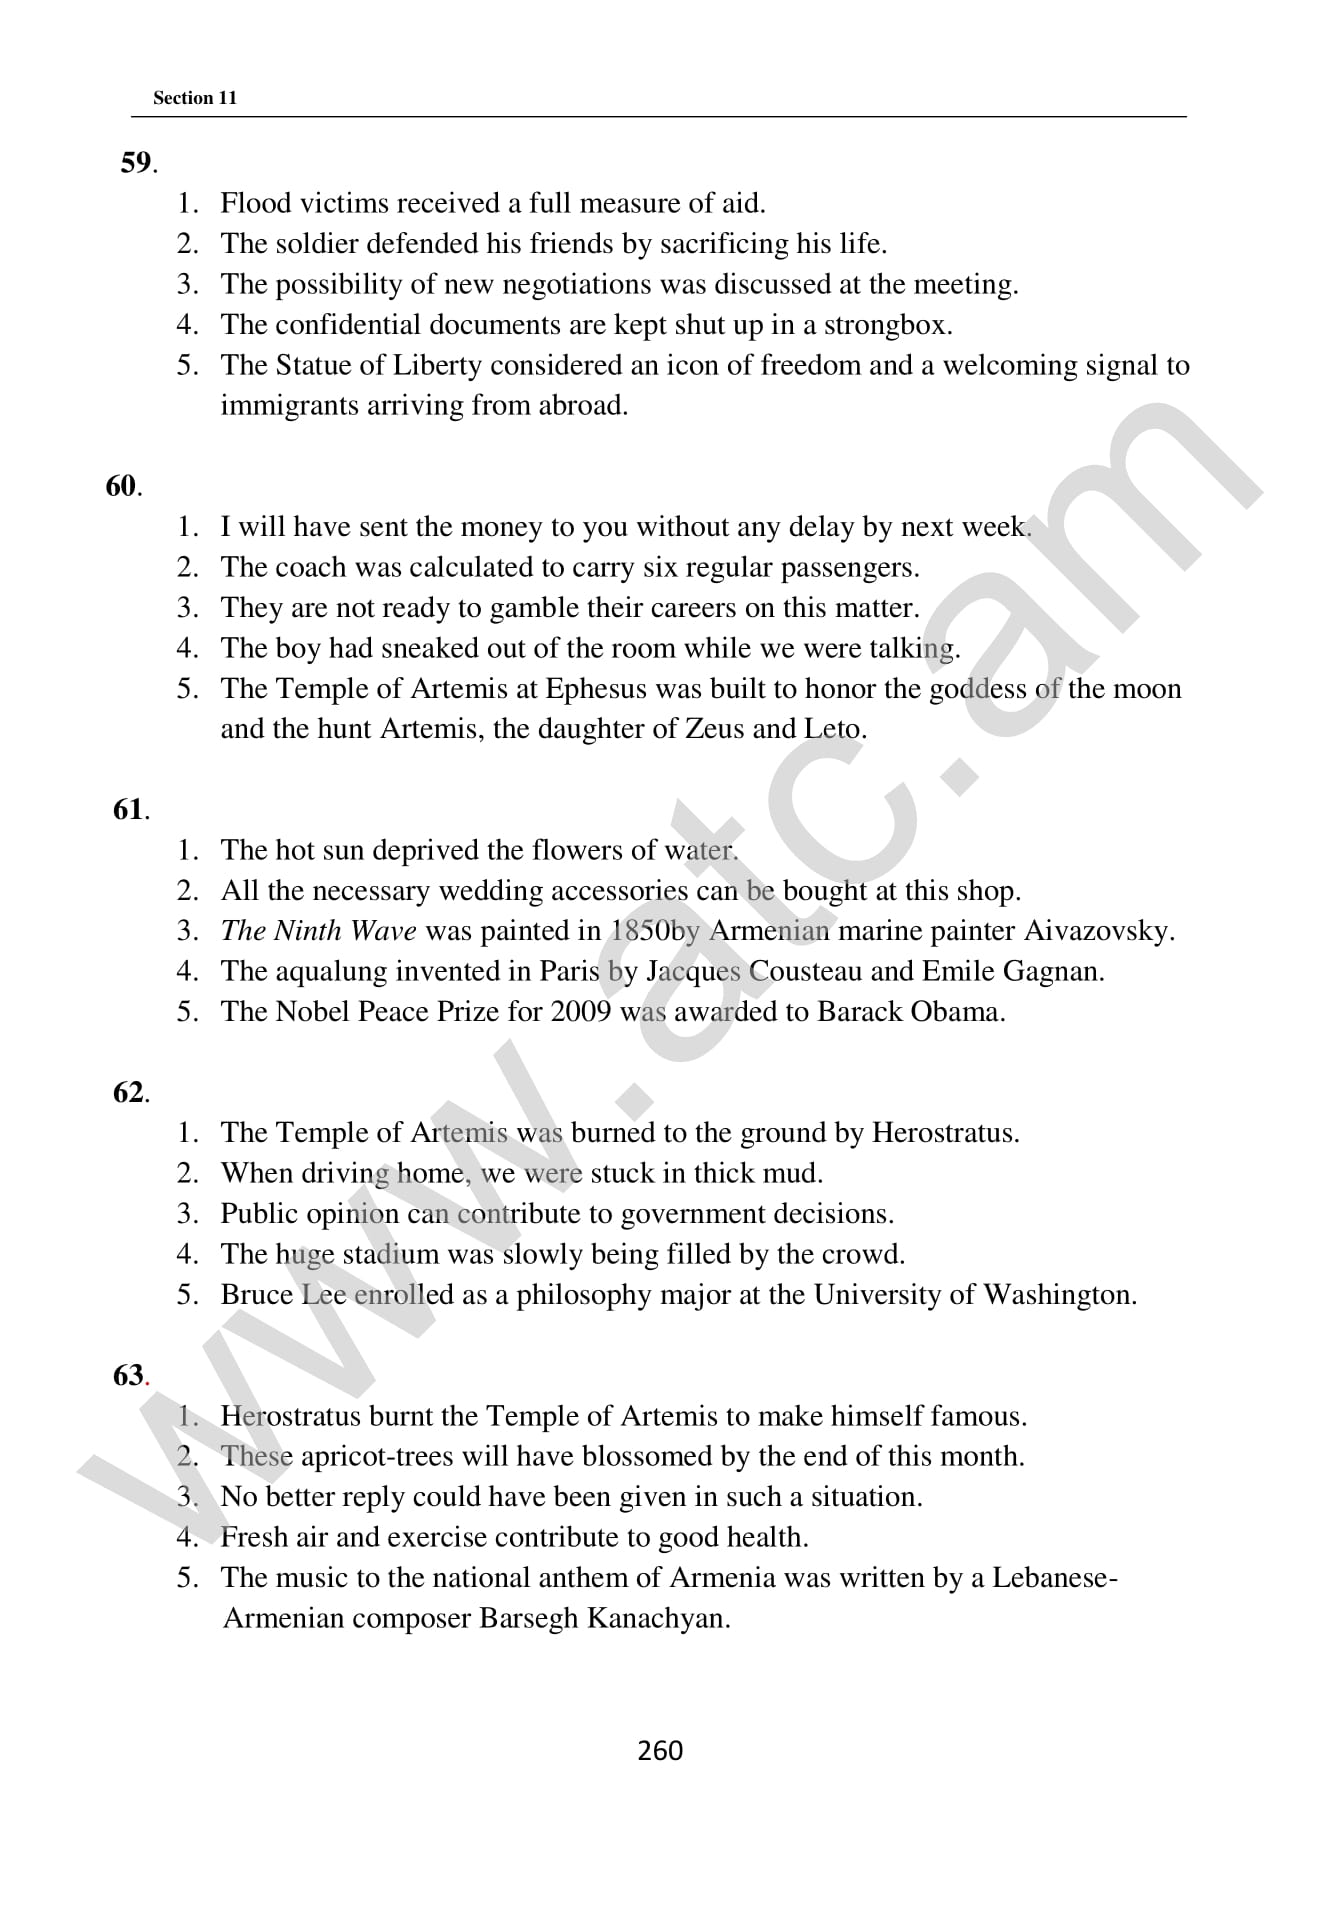 Section 11
59.
1. Flood victims received a full measure of aid.
2. The soldier defended his friends by sacrificing his life.
3. The possibility of new negotiations was discussed at the meeting.
4. The confidential documents are kept shut up in a strongbox.
5. The Statue of Liberty considered an icon of freedom and a welcoming signal to
immigrants arriving from abroad.
60.
1. I will have sent the money to you without any delay by next week.
2. The coach was calculated to carry six regular passengers.
3. They are not ready to gamble their careers on this matter.
4. The boy had sneaked out of the room while we were talking.
5. The Temple of Artemis at Ephesus was built to honor the goddess of the moon
and the hunt Artemis, the daughter of Zeus and Leto.
61.
1. The hot sun deprived the flowers of water.
2. All the necessary wedding accessories can be bought at this shop.
3. The Ninth Wave was painted in 1850by Armenian marine painter Aivazovsky.
4. The aqualung invented in Paris by Jacques Cousteau and Emile Gagnan.
5. The Nobel Peace Prize for 2009 was awarded to Barack Obama.
62.
1. The Temple of Artemis was burned to the ground by Herostratus.
2. When driving home, we were stuck in thick mud.
3. Public opinion can contribute to government decisions.
4. The huge stadium was slowly being filled by the crowd.
5. Bruce Lee enrolled as a philosophy major at the University of Washington.
63.
1. Herostratus burnt the Temple of Artemis to make himself famous.
2. These apricot-trees will have blossomed by the end of this month.
3. No better reply could have been given in such a situation.
4. Fresh air and exercise contribute to good health.
5. The music to the national anthem of Armenia was written by a Lebanese-
Armenian composer Barsegh Kanachyan.
260
www.atc.am